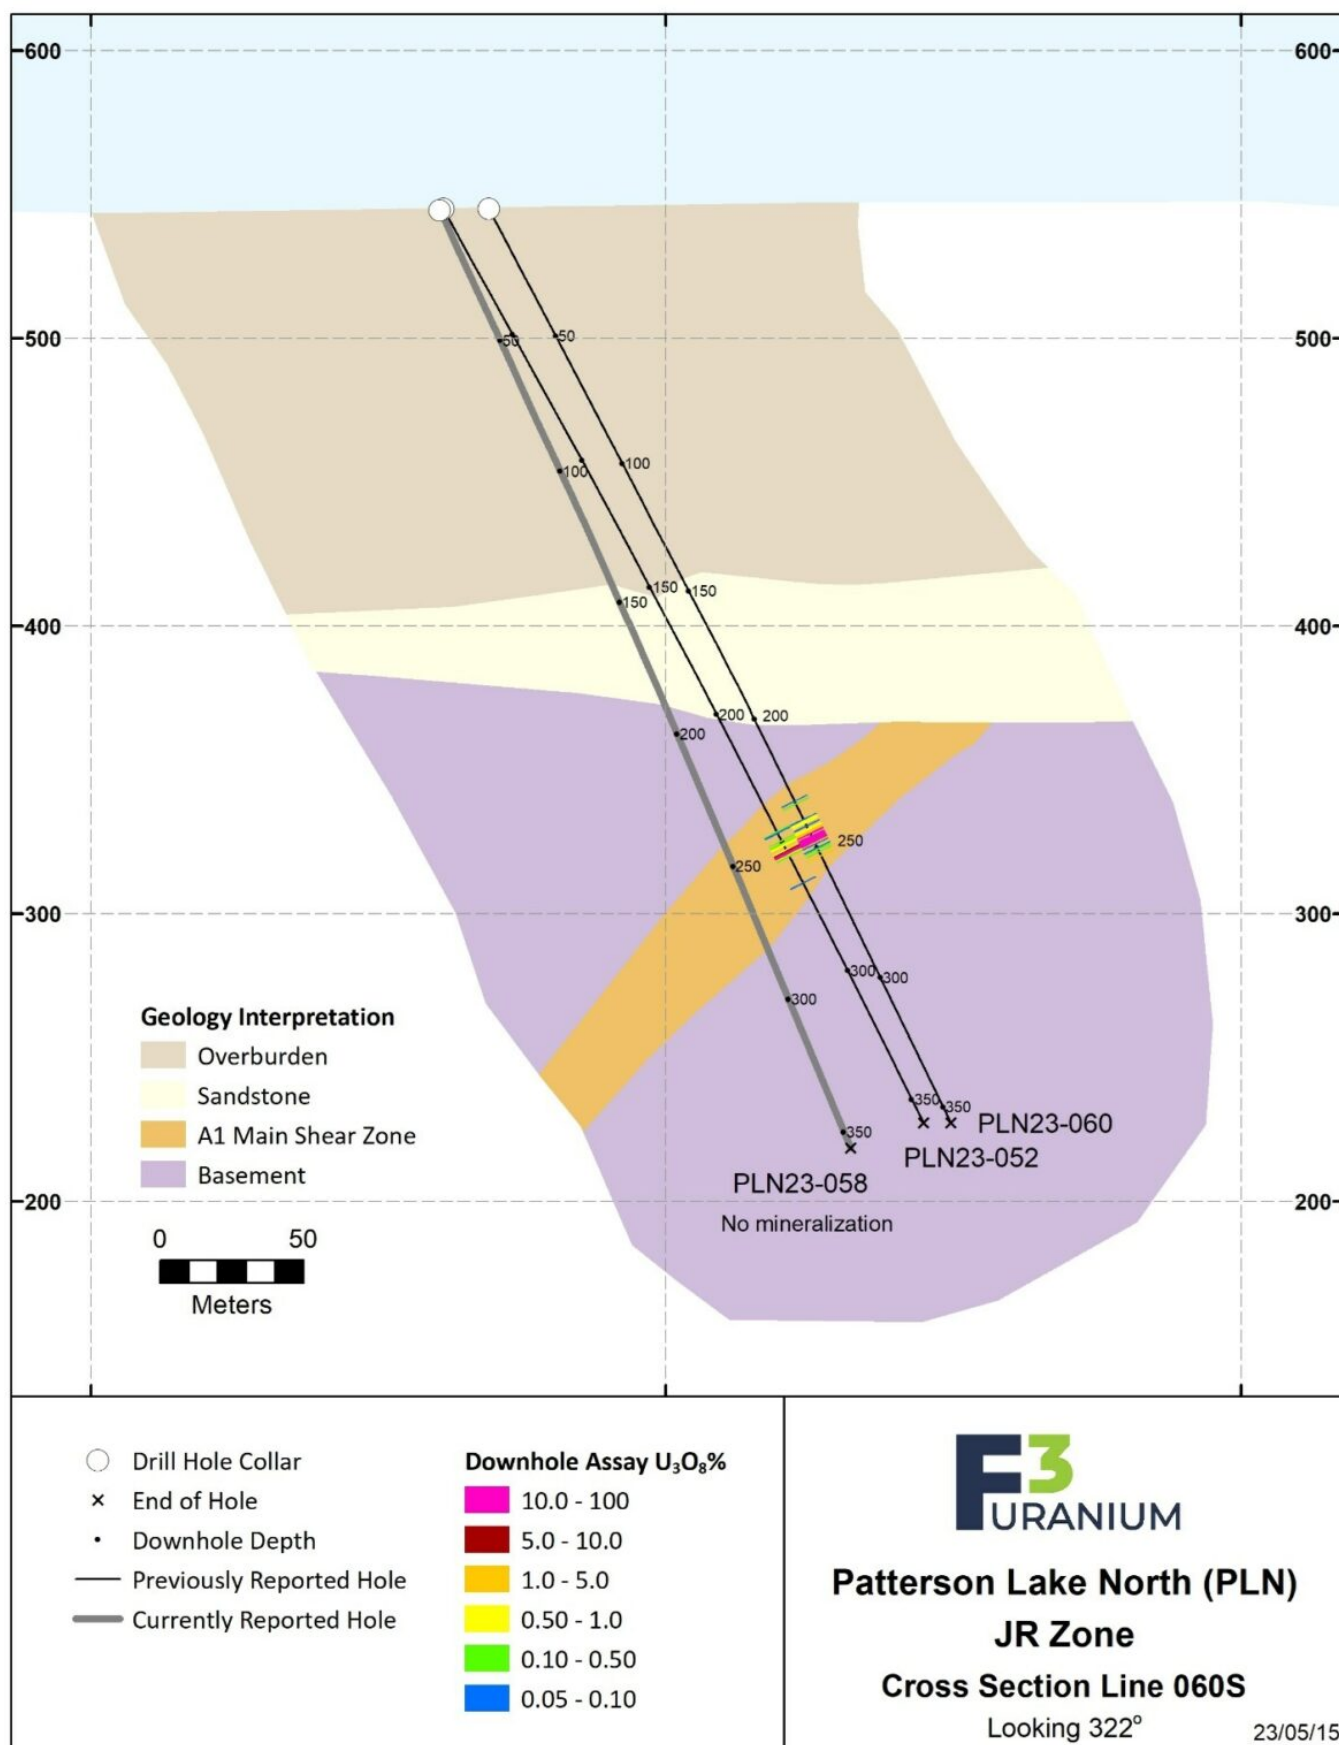 600 600
500 500
400 400
300 300
200 200
50
50
100
100
150
150
150
200
200
200
250
250
300
300
300
350
350
350
PLN23-060
PLN23-052
PLN23-058
No mineralization
Geology Interpretation
Overburden
Sandstone
A1 Main Shear Zone
Basement
0 50
Meters
Drill Hole Collar
End of Hole
Downhole Depth
Previously Reported Hole
Currently Reported Hole
Downhole Assay U₃O₈%
10.0 - 100
5.0 - 10.0
1.0 - 5.0
0.50 - 1.0
0.10 - 0.50
0.05 - 0.10
F3
URANIUM
Patterson Lake North (PLN)
JR Zone
Cross Section Line 060S
Looking 322°
23/05/15